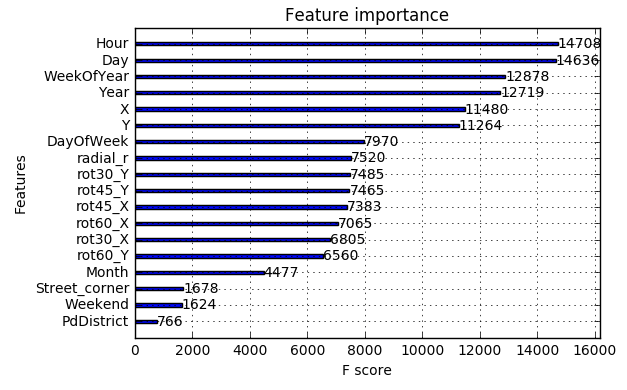 Feature importance
Hour 14708
Day 14636
WeekOfYear 12878
Year 12719
X 11480
Y 11264
DayOfWeek 7970
radial_r 7520
rot30_Y 7485
rot45_Y 7465
rot45_X 7383
rot60_X 7065
rot30_X 6805
rot60_Y 6560
Month 4477
Street_corner 1678
Weekend 1624
PdDistrict 766
0 2000 4000 6000 8000 10000 12000 14000 16000
F score
Features